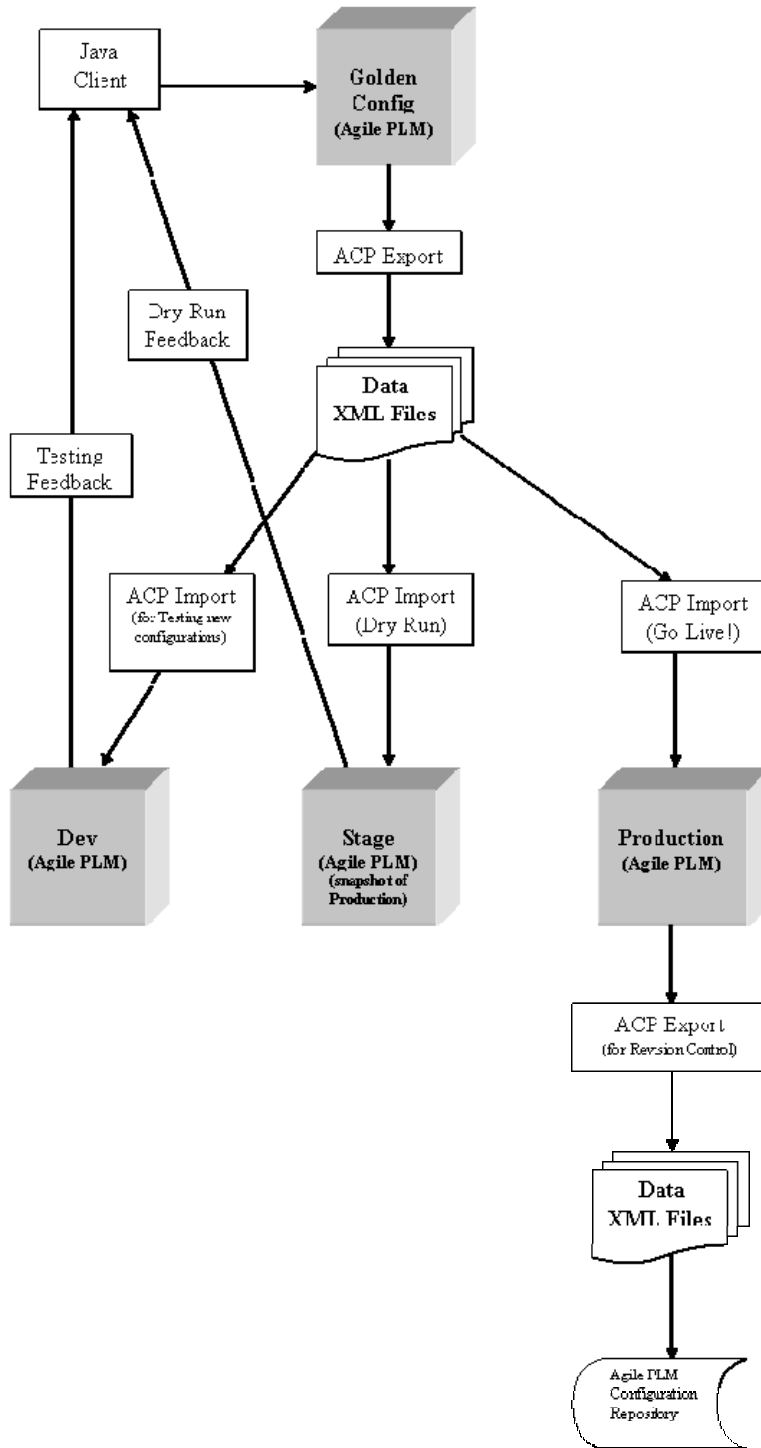 Java
Client
Golden
Config
(Agile PLM)
ACP Export
Dry Run
Feedback
Data
XML Files
Testing
Feedback
ACP Import
(for Testing new
configurations)
ACP Import
(Dry Run)
ACP Import
(Go Live!)
Dev
(Agile PLM)
Stage
(Agile PLM)
(snapshot of
Production)
Production
(Agile PLM)
ACP Export
(for Revision Control)
Data
XML Files
Agile PLM
Configuration
Repository